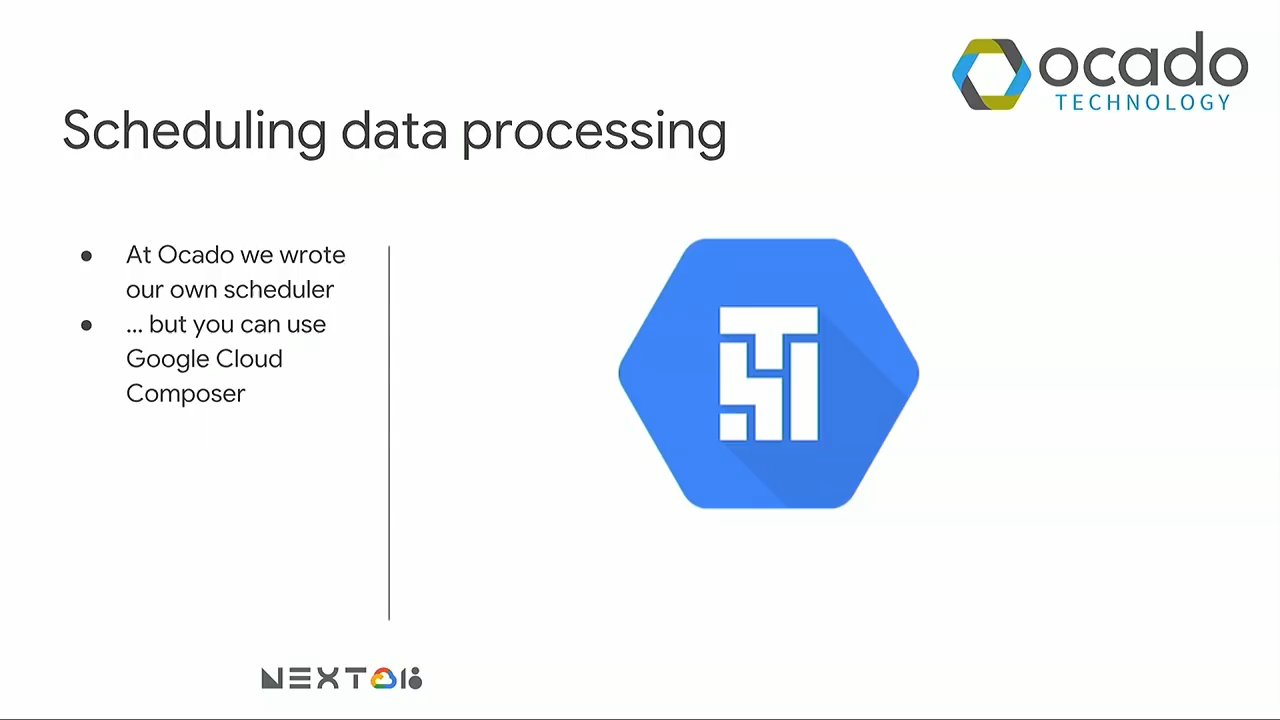 ocado
TECHNOLOGY
Scheduling data processing
● At Ocado we wrote
our own scheduler
● ... but you can use
Google Cloud
Composer
NEXT 18